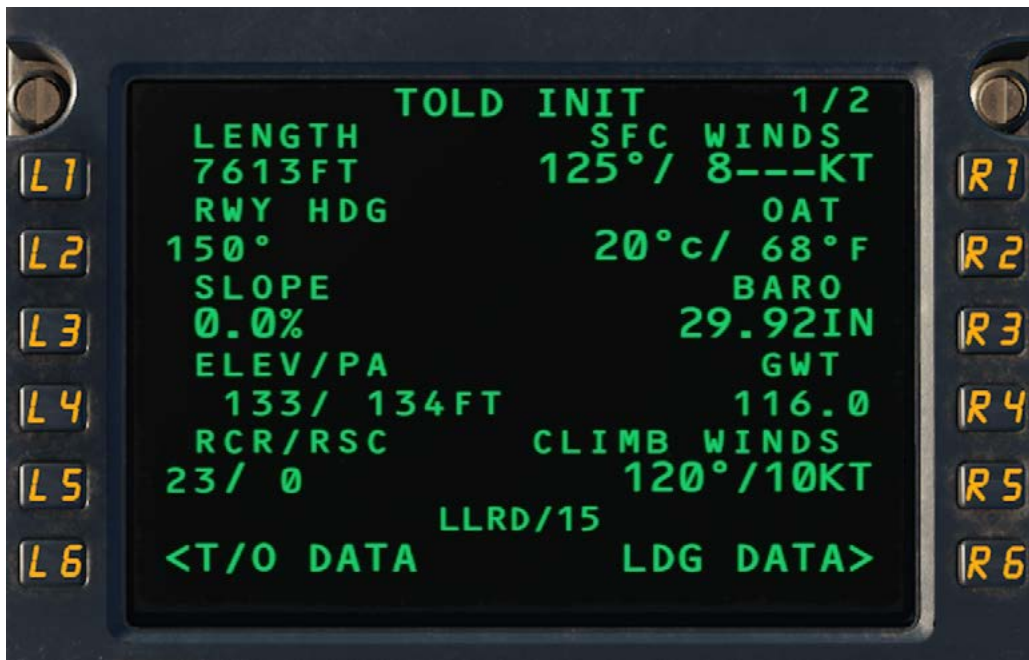 TOLD INIT 1/2
LENGTH SFC WINDS
L1 7613FT 125°/ 8---KT R1
RWY HDG OAT
L2 150° 20°c/ 68°F R2
SLOPE BARO
L3 0.0% 29.92IN R3
ELEV/PA GWT
L4 133/ 134FT 116.0 R4
RCR/RSC CLIMB WINDS
L5 23/ 0 120°/10KT R5
LLRD/15
L6 <T/O DATA LDG DATA> R6